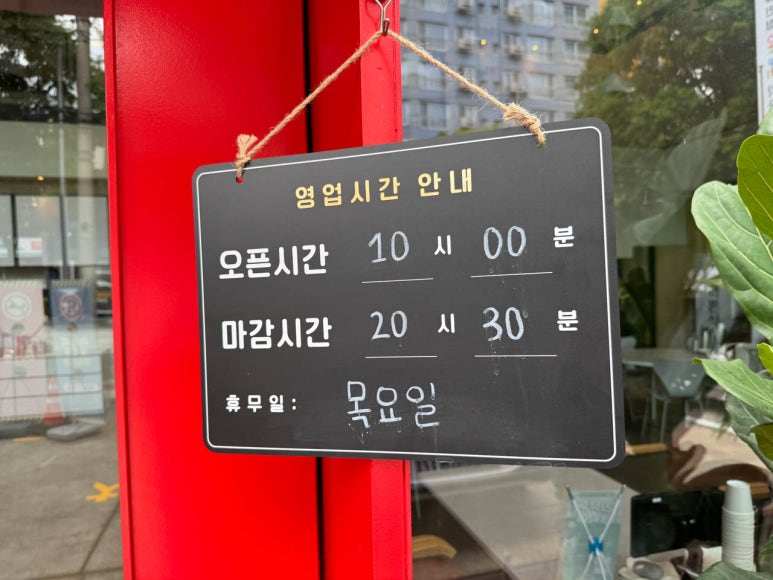 영업시간 안내
오픈시간 10 시 00 분
마감시간 20 시 30 분
휴무일: 목요일